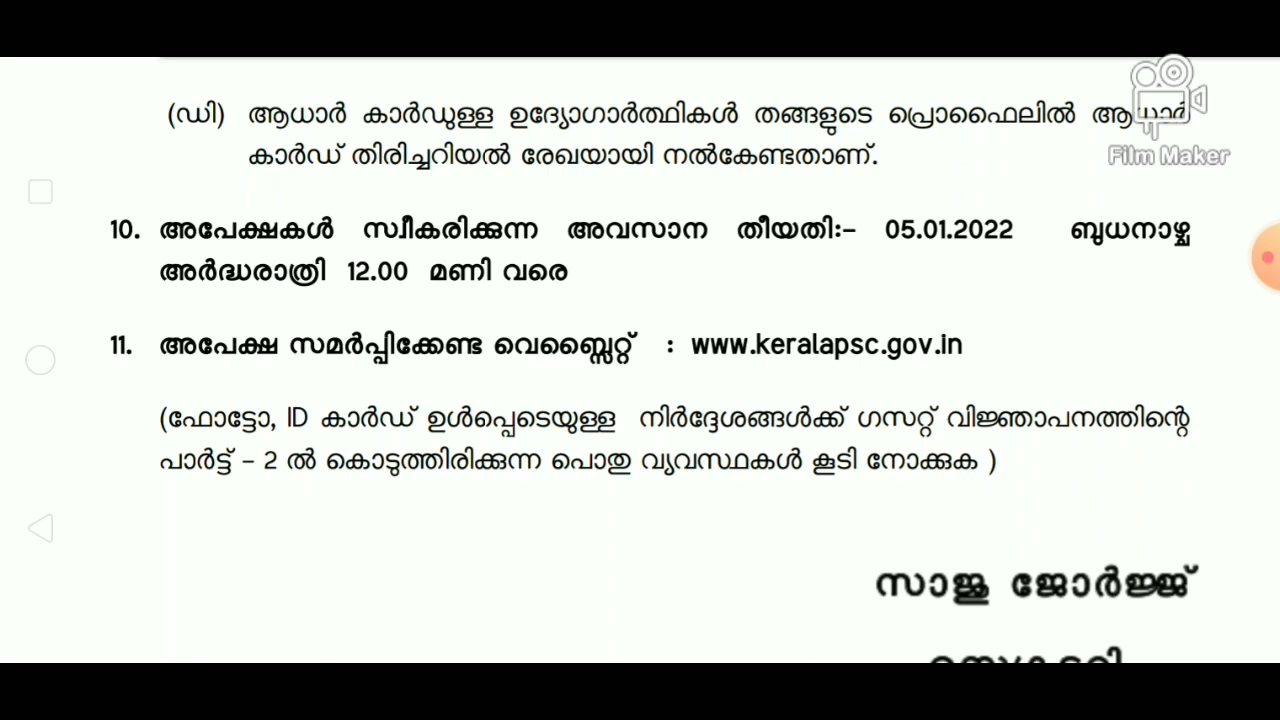 (ഡി) ആധാർ കാർഡുള്ള ഉദ്യോഗാർത്ഥികൾ തങ്ങളുടെ പ്രൊഫൈലിൽ ആധാർ
കാർഡ് തിരിച്ചറിയൽ രേഖയായി നൽകേണ്ടതാണ്.
Film Maker
10. അപേക്ഷകൾ സ്വീകരിക്കുന്ന അവസാന തീയതി:– 05.01.2022 ബുധനാഴ്ച
അർദ്ധരാത്രി 12.00 മണി വരെ
11. അപേക്ഷ സമർപ്പിക്കേണ്ട വെബ്സൈറ്റ് : www.keralapsc.gov.in
(ഫോട്ടോ, ID കാർഡ് ഉൾപ്പെടെയുള്ള നിർദ്ദേശങ്ങൾക്ക് ഗസറ്റ് വിജ്ഞാപനത്തിന്റെ
പാർട്ട് – 2 ൽ കൊടുത്തിരിക്കുന്ന പൊതു വ്യവസ്ഥകൾ കൂടി നോക്കുക )
സാജു ജോർജ്ജ്